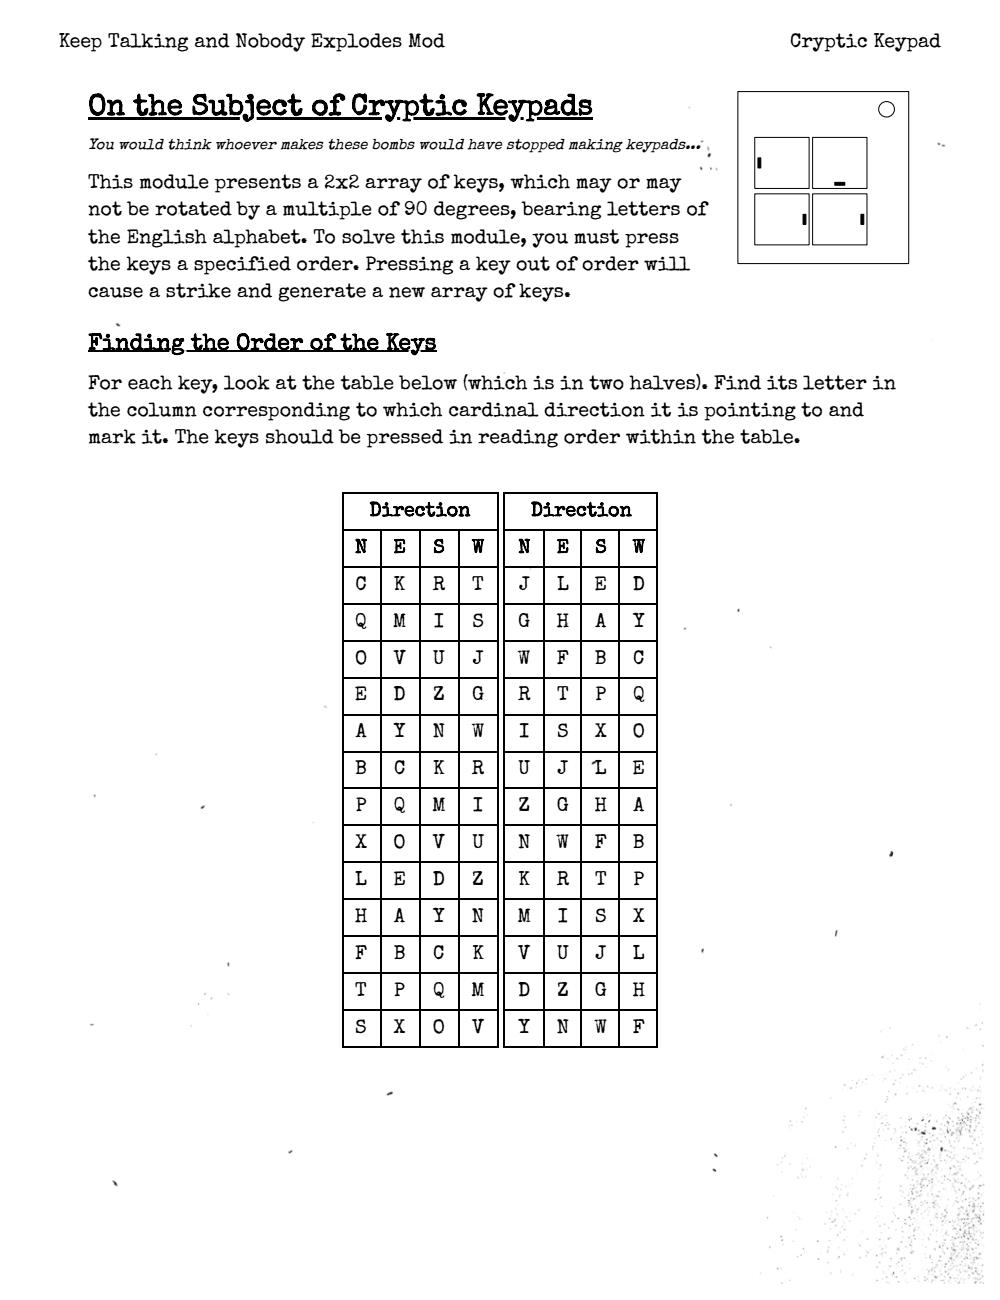 Keep Talking and Nobody Explodes Mod
Cryptic Keypad
On the Subject of Cryptic Keypads
You would think whoever makes these bombs would have stopped making keypads...
This module presents a 2x2 array of keys, which may or may
not be rotated by a multiple of 90 degrees, bearing letters of
the English alphabet. To solve this module, you must press
the keys a specified order. Pressing a key out of order will
cause a strike and generate a new array of keys.
Finding the Order of the Keys
For each key, look at the table below (which is in two halves). Find its letter in
the column corresponding to which cardinal direction it is pointing to and
mark it. The keys should be pressed in reading order within the table.
Direction Direction
N E S W N E S W
C K R T J L E D
Q M I S G H A Y
O V U J W F B C
E D Z G R T P Q
A Y N W I S X O
B C K R U J L E
P Q M I Z G H A
X O V U N W F B
L E D Z K R T P
H A Y N M I S X
F B C K V U J L
T P Q M D Z G H
S X O V Y N W F